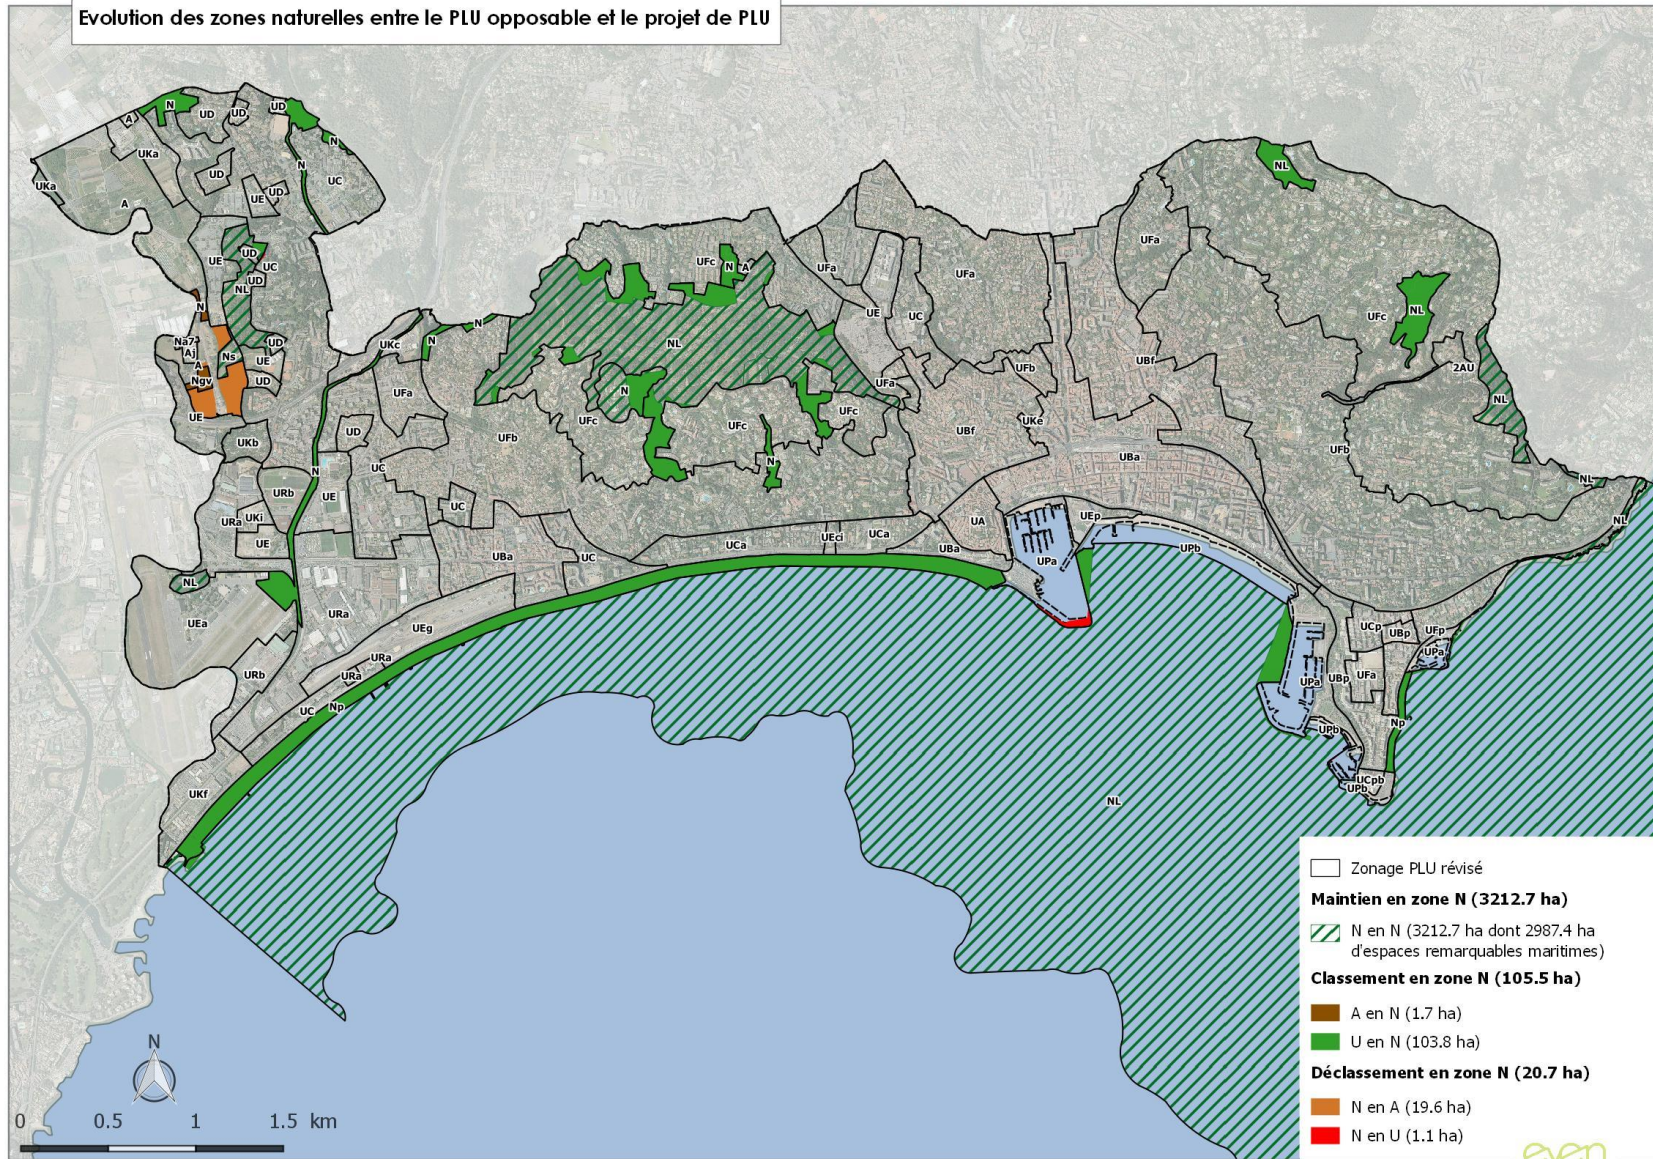 Evolution des zones naturelles entre le PLU opposable et le projet de PLU
N
UD
UD
UD
A
N
UKa
N
UC
UKa
UD
UD
UE
A
UE
UD
UC
UD
NL
N
Na7
Aj
Ns
UD
UE
A
Ngv
UD
UE
UKb
UKc
N
N
UFa
UD
UC
N
URb
UE
URa
UKi
UE
UC
UFb
NL
UEa
URa
URb
UBa
UC
UEg
URa
URa
UC
Np
UKf
UFc
N
A
NL
UFc
N
UFc
UFc
N
UFa
UFa
UFa
UE
UC
UFb
UBf
UKe
UBf
UFa
NL
UFc
NL
2AU
NL
UFb
NL
NL
UBa
UA
UEp
UPa
UPb
UCa
UEci
UCa
UBa
UCp
UBp
UFp
UPa
UPa
UBp
UFa
Np
UPb
UCpb
UPb
NL
Zonage PLU révisé
Maintien en zone N (3212.7 ha)
N en N (3212.7 ha dont 2987.4 ha
d'espaces remarquables maritimes)
Classement en zone N (105.5 ha)
A en N (1.7 ha)
U en N (103.8 ha)
Déclassement en zone N (20.7 ha)
N en A (19.6 ha)
N en U (1.1 ha)
N
0 0.5 1 1.5 km
even